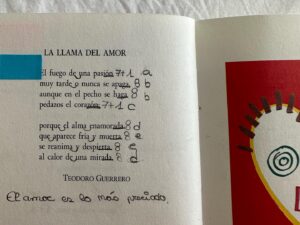 LA LLAMA DEL AMOR
El fuego de una pasión 7+1 a
muy tarde o nunca se apaga 8 b
aunque en el pecho se haga 8 b
pedazos el corazón; 7+1 c
porque el alma enamorada 8 d
que aparece fría y muerta 8 e
se reanima y despierta 8 e
al calor de una mirada. 8 d
TEODORO GUERRERO
El amor es lo más preciado.